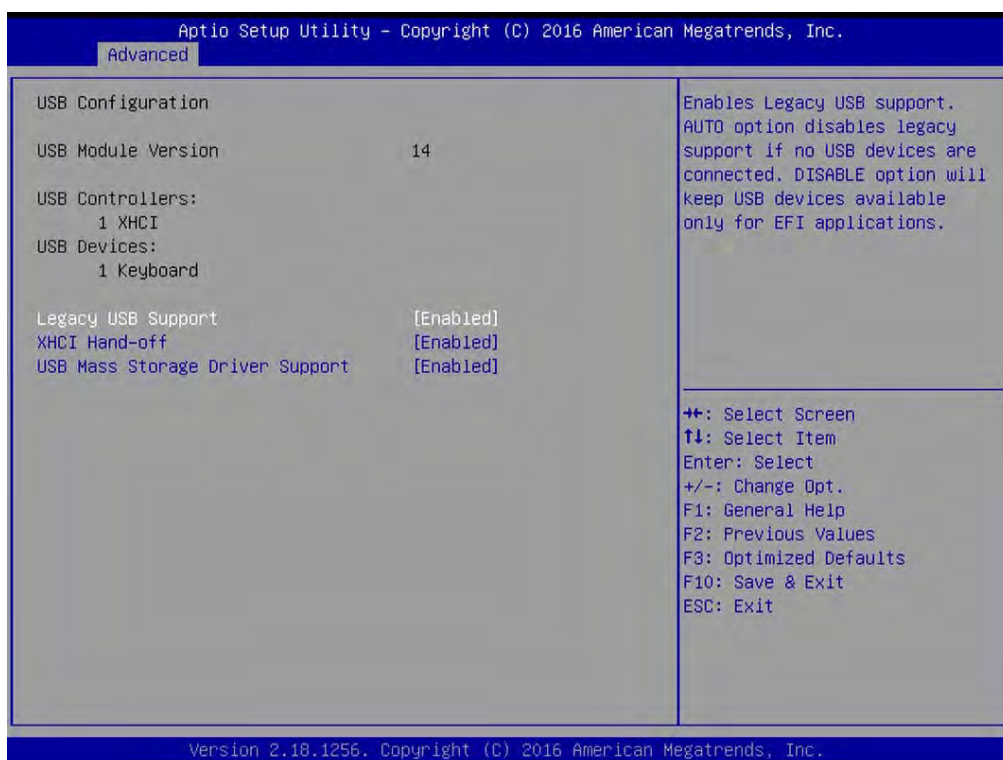 Aptio Setup Utility – Copyright (C) 2016 American Megatrends, Inc.
Advanced
USB Configuration
USB Module Version 14
USB Controllers:
1 XHCI
USB Devices:
1 Keyboard
Legacy USB Support [Enabled]
XHCI Hand-off [Enabled]
USB Mass Storage Driver Support [Enabled]
Enables Legacy USB support.
AUTO option disables legacy
support if no USB devices are
connected. DISABLE option will
keep USB devices available
only for EFI applications.
→←: Select Screen
↑↓: Select Item
Enter: Select
+/-: Change Opt.
F1: General Help
F2: Previous Values
F3: Optimized Defaults
F10: Save & Exit
ESC: Exit
Version 2.18.1256. Copyright (C) 2016 American Megatrends, Inc.